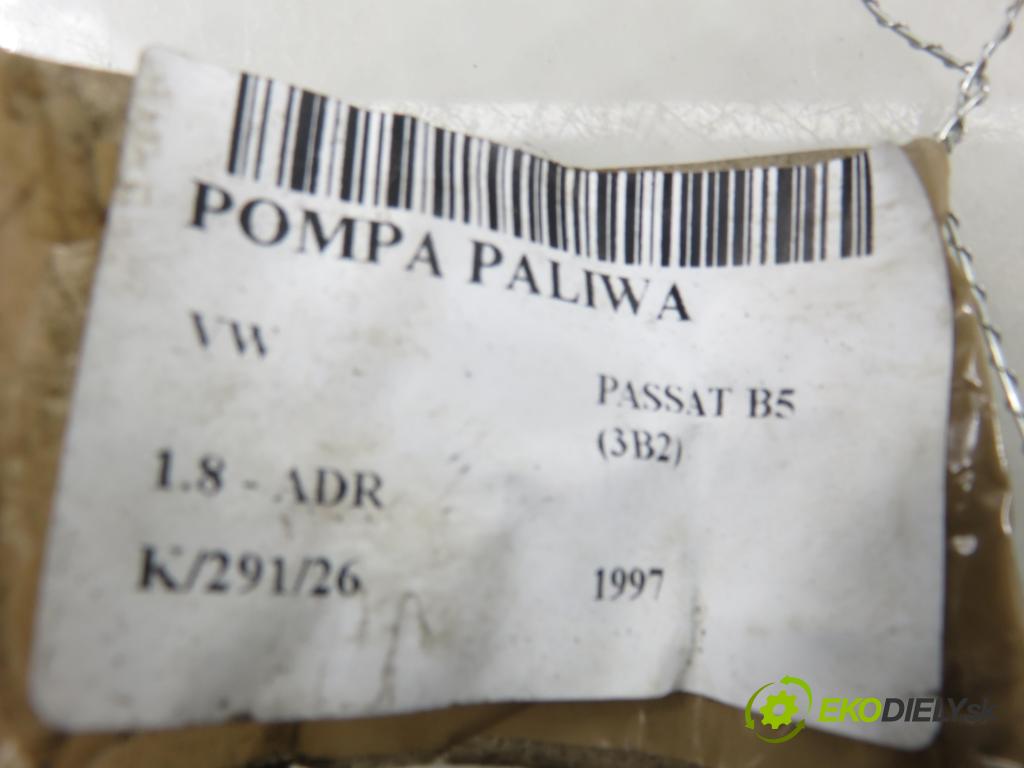 POMPA PALIWA
VW
PASSAT B5
(3B2)
1.8 - ADR
K/291/26
1997
EKODIELY.sk